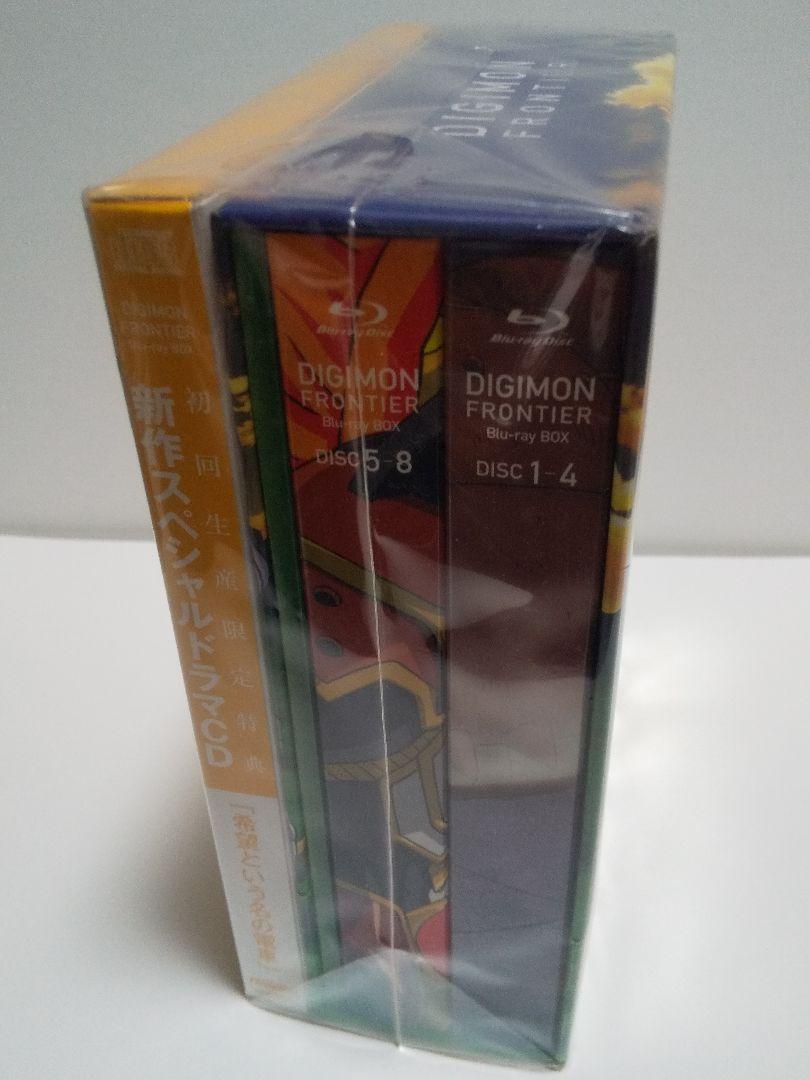 DIGIMON
FRONTIER
DIGIMON
FRONTIER
Blu-ray BOX
初回生産限定特典
新作スペシャルドラマCD
Blu-ray Disc
DIGIMON
FRONTIER
Blu-ray BOX
DISC 5-8
Blu-ray Disc
DIGIMON
FRONTIER
Blu-ray BOX
DISC 1-4